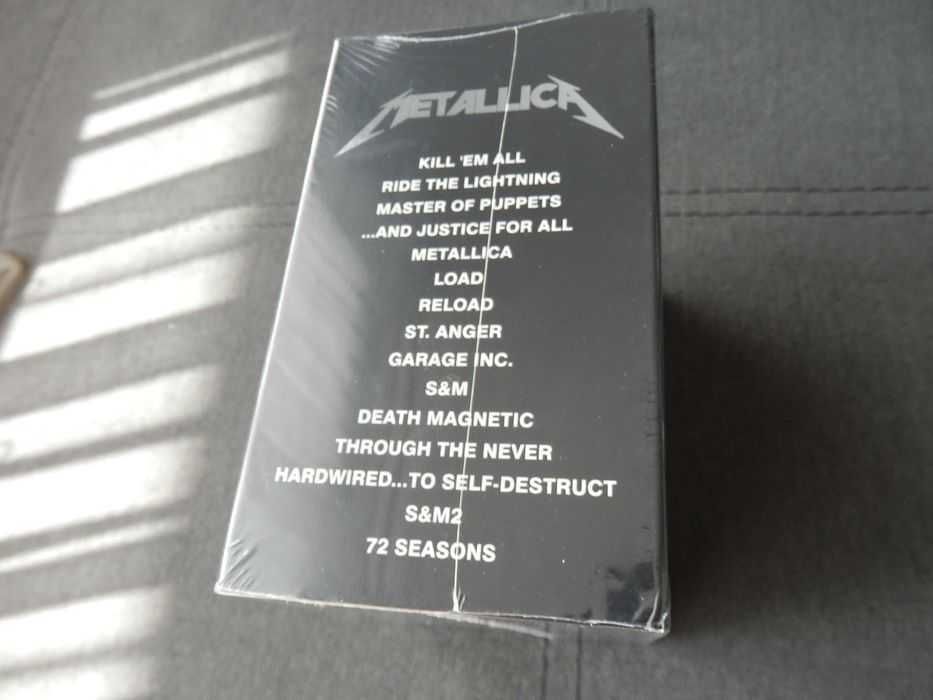 METALLICA
KILL 'EM ALL
RIDE THE LIGHTNING
MASTER OF PUPPETS
...AND JUSTICE FOR ALL
METALLICA
LOAD
RELOAD
ST. ANGER
GARAGE INC.
S&M
DEATH MAGNETIC
THROUGH THE NEVER
HARDWIRED...TO SELF-DESTRUCT
S&M2
72 SEASONS